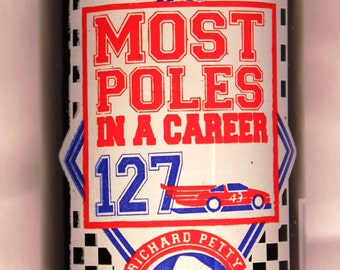 MOST
POLES
IN A CAREER
127
43
RICHARD PETTY